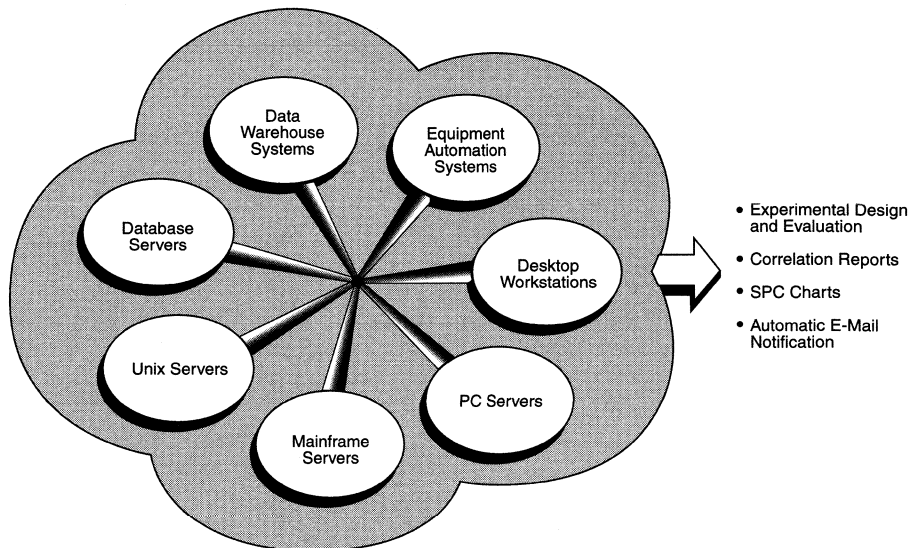 Data
Warehouse
Systems
Equipment
Automation
Systems
Database
Servers
Desktop
Workstations
Unix Servers
PC Servers
Mainframe
Servers
• Experimental Design
and Evaluation
• Correlation Reports
• SPC Charts
• Automatic E-Mail
Notification